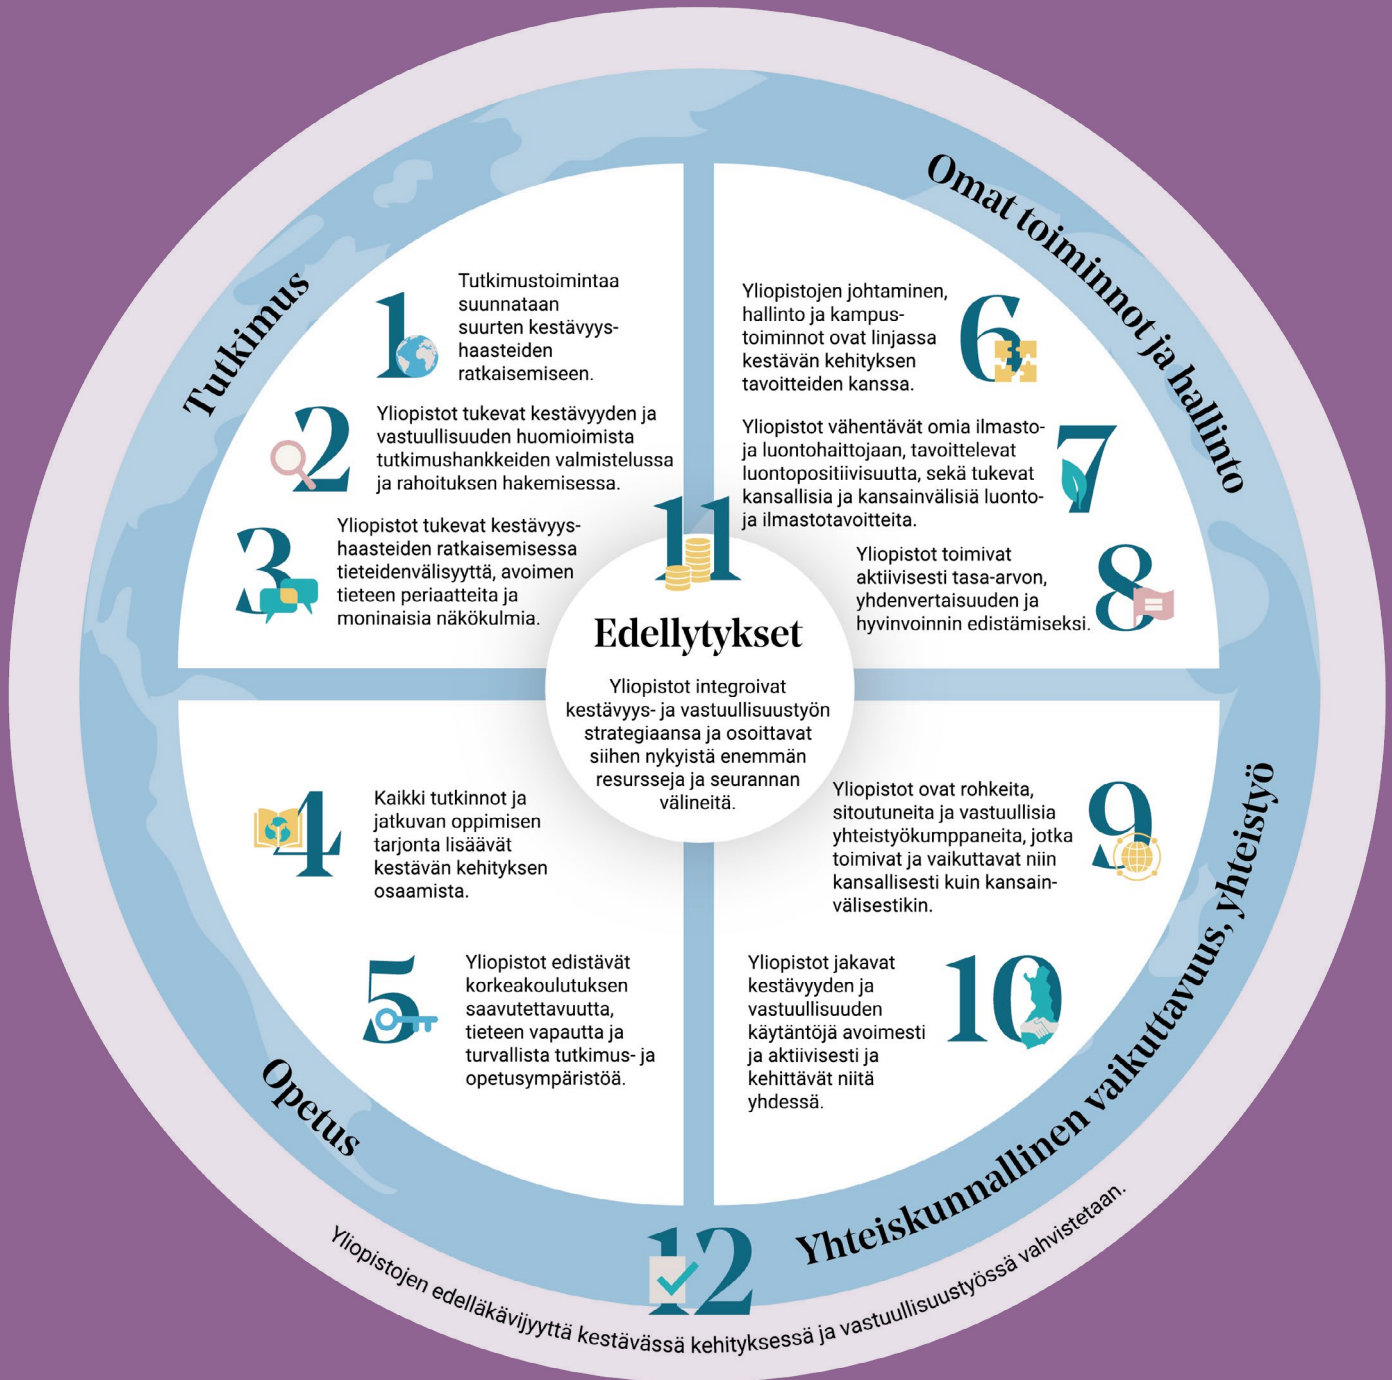 Tutkimus
1
Tutkimustoimintaa
suunnataan
suurten kestävyys-
haasteiden
ratkaisemiseen.
2
Yliopistot tukevat kestävyyden ja
vastuullisuuden huomioimista
tutkimushankkeiden valmistelussa
ja rahoituksen hakemisessa.
3
Yliopistot tukevat kestävyys-
haasteiden ratkaisemisessa
tieteidenvälisyyttä, avoimen
tieteen periaatteita ja
moninaisia näkökulmia.
Opetus
4
Kaikki tutkinnot ja
jatkuvan oppimisen
tarjonta lisäävät
kestävän kehityksen
osaamista.
5
Yliopistot edistävät
korkeakoulutuksen
saavutettavuutta,
tieteen vapautta ja
turvallista tutkimus- ja
opetusympäristöä.
Omat toiminnot ja hallinto
6
Yliopistojen johtaminen,
hallinto ja kampus-
toiminnot ovat linjassa
kestävän kehityksen
tavoitteiden kanssa.
7
Yliopistot vähentävät omia ilmasto-
ja luontohaittojaan, tavoittelevat
luontopositiivisuutta, sekä tukevat
kansallisia ja kansainvälisiä luonto-
ja ilmastotavoitteita.
8
Yliopistot toimivat
aktiivisesti tasa-arvon,
yhdenvertaisuuden ja
hyvinvoinnin edistämiseksi.
Yhteiskunnallinen vaikuttavuus, yhteistyö
9
Yliopistot ovat rohkeita,
sitoutuneita ja vastuullisia
yhteistyökumppaneita, jotka
toimivat ja vaikuttavat niin
kansallisesti kuin kansain-
välisestikin.
10
Yliopistot jakavat
kestävyyden ja
vastuullisuuden
käytäntöjä avoimesti
ja aktiivisesti ja
kehittävät niitä
yhdessä.
11
Edellytykset
Yliopistot integroivat
kestävyys- ja vastuullisuustyön
strategiaansa ja osoittavat
siihen nykyistä enemmän
resursseja ja seurannan
välineitä.
12
Yliopistojen edelläkävijyyttä kestävässä kehityksessä ja vastuullisuustyössä vahvistetaan.